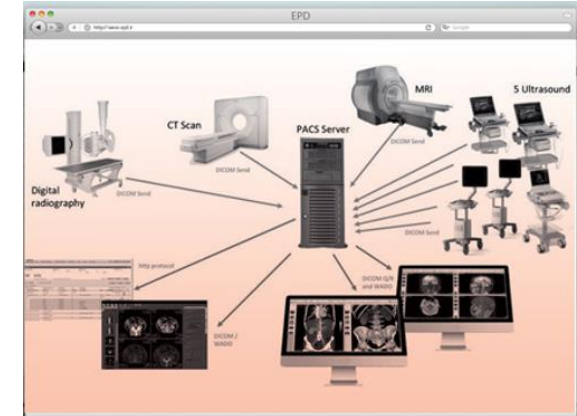 EPD
Google
MRI
5 Ultrasound
CT Scan
PACS Server
DICOM Send
DICOM Send
Digital
radiography
DICOM Send
DICOM Send
http protocol
DICOM Q/R
and WADO
DICOM /
WADO